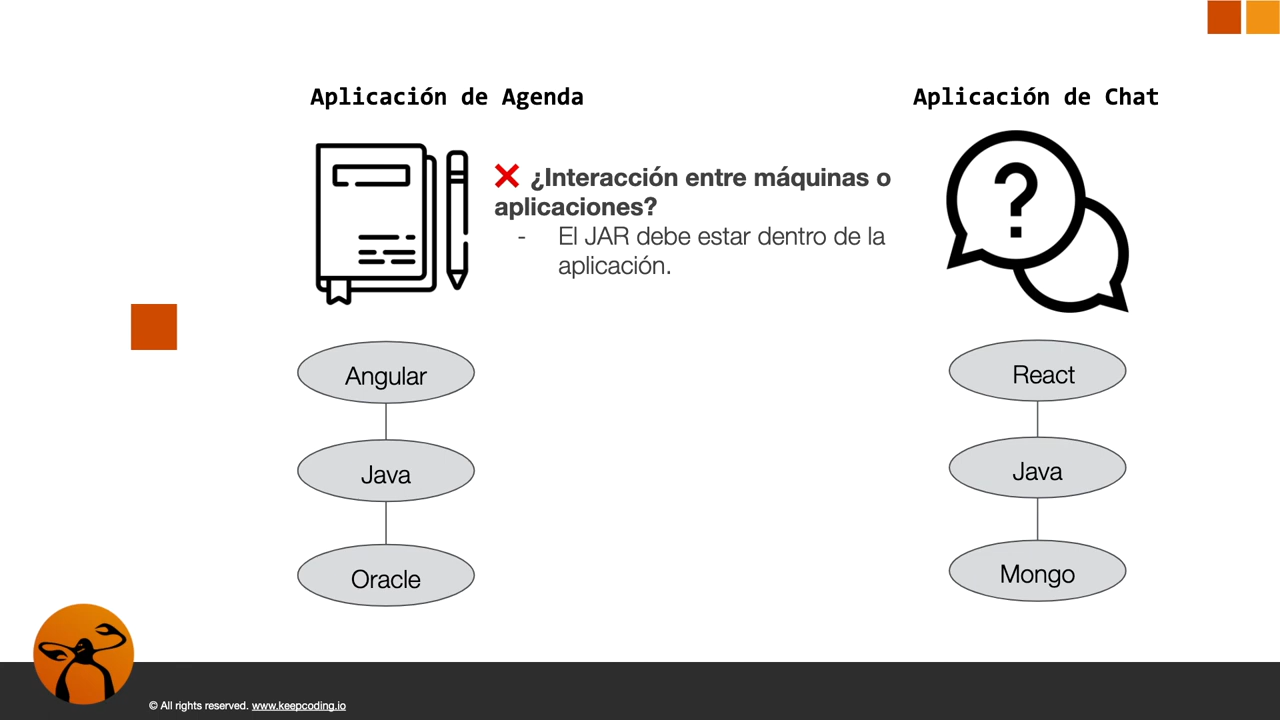 Aplicación de Agenda
Aplicación de Chat
❌ ¿Interacción entre máquinas o
aplicaciones?
- El JAR debe estar dentro de la
aplicación.
?
Angular
Java
Oracle
React
Java
Mongo
© All rights reserved. www.keepcoding.io